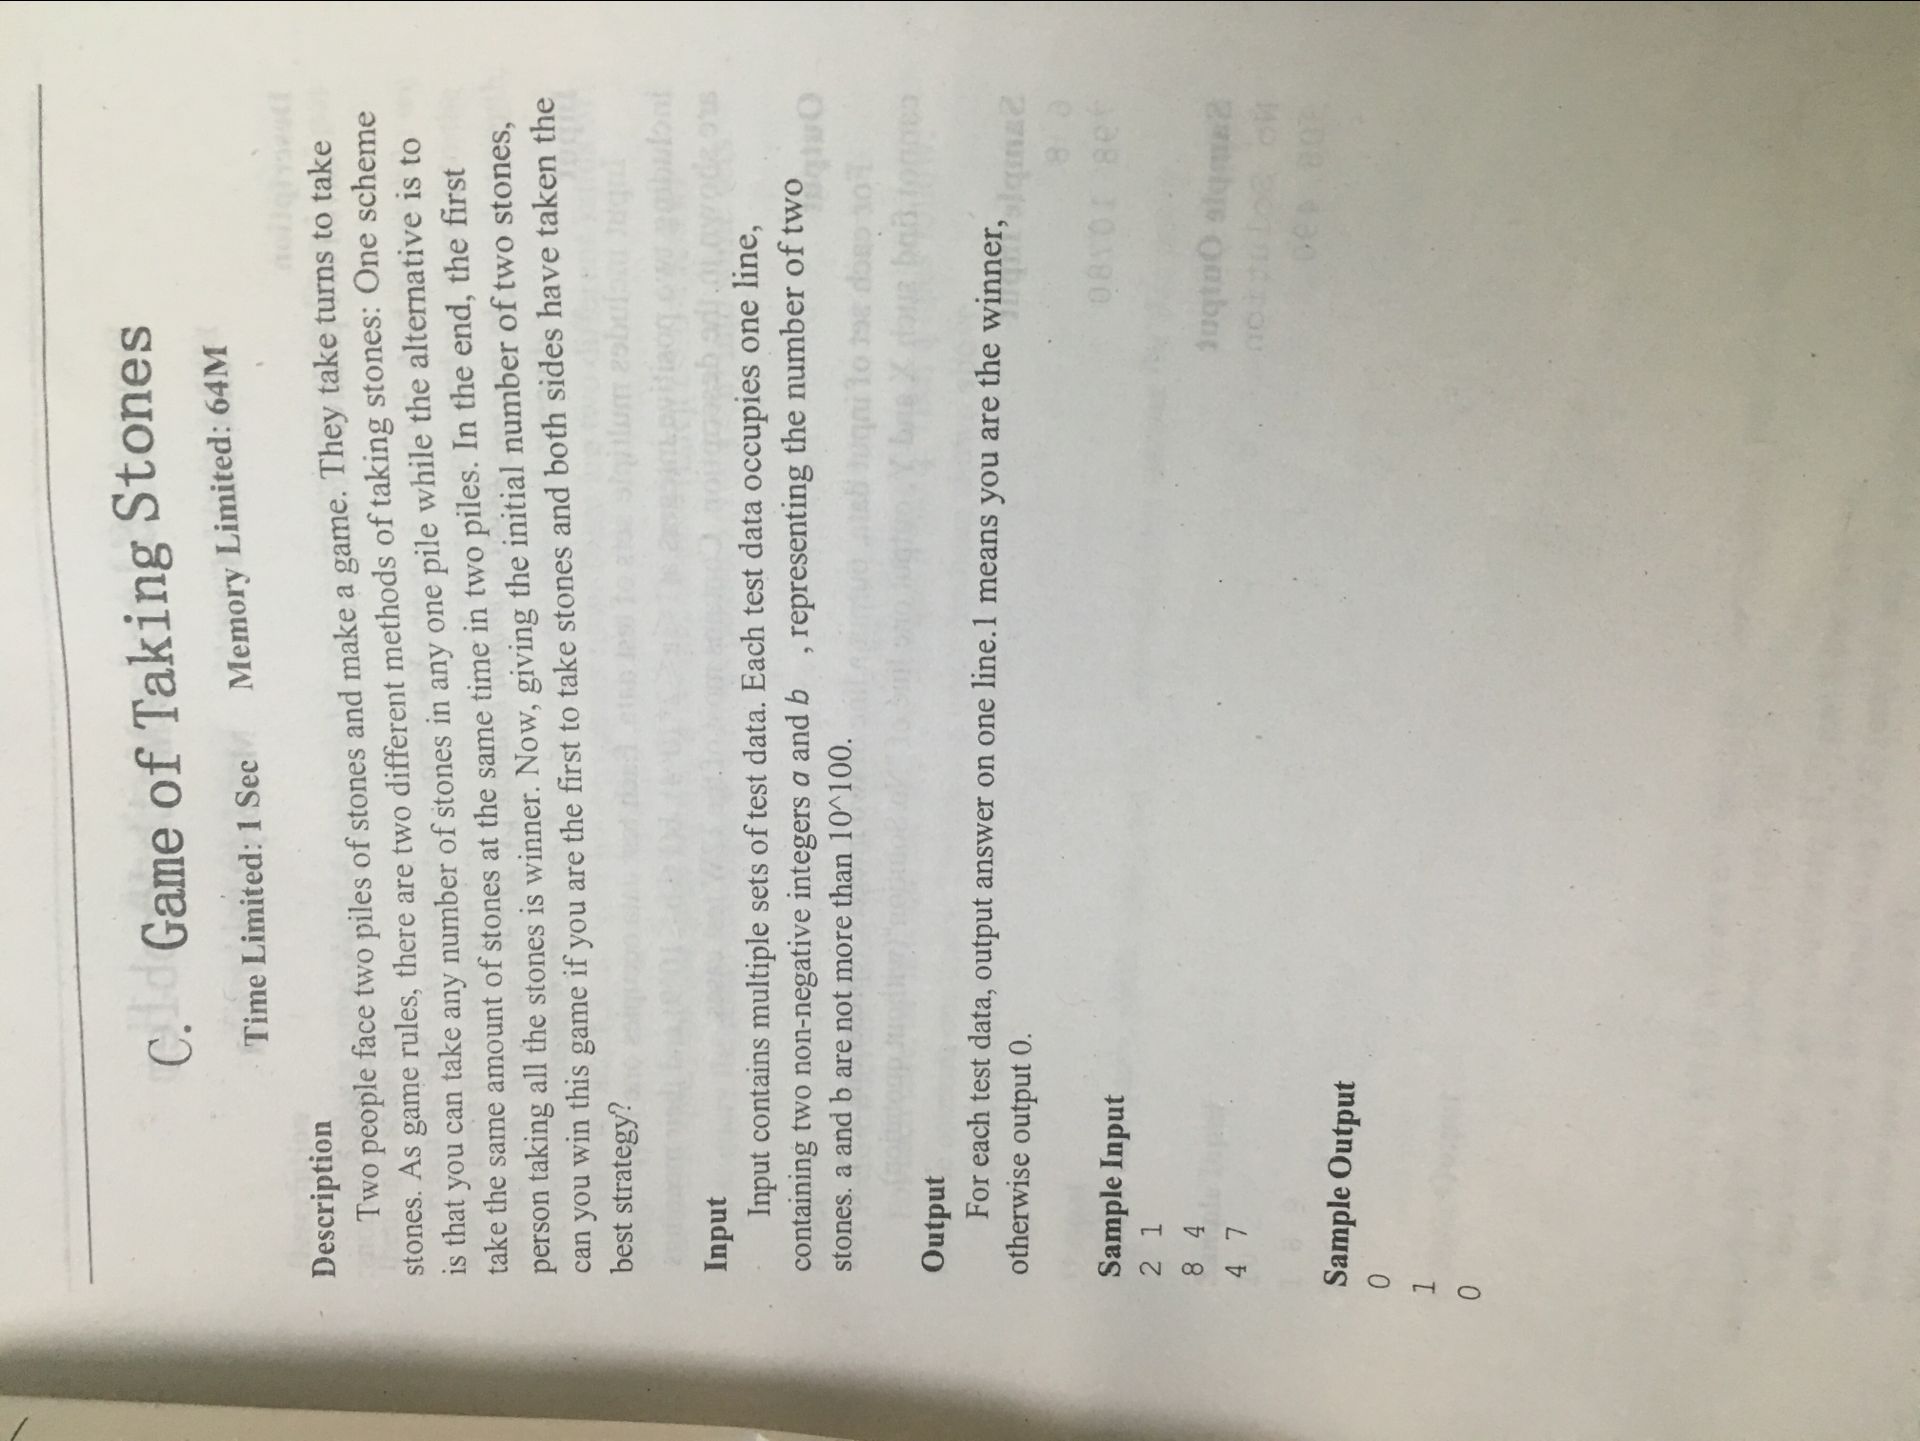 C. Game of Taking Stones
Time Limited: 1 Sec Memory Limited: 64M
Description
Two people face two piles of stones and make a game. They take turns to take
stones. As game rules, there are two different methods of taking stones: One scheme
is that you can take any number of stones in any one pile while the alternative is to
take the same amount of stones at the same time in two piles. In the end, the first
person taking all the stones is winner. Now, giving the initial number of two stones,
can you win this game if you are the first to take stones and both sides have taken the
best strategy?
Input
Input contains multiple sets of test data. Each test data occupies one line,
containing two non-negative integers a and b , representing the number of two
stones. a and b are not more than 10^100.
Output
For each test data, output answer on one line.1 means you are the winner,
otherwise output 0.
Sample Input
2 1
8 4
4 7
Sample Output
0
1
0